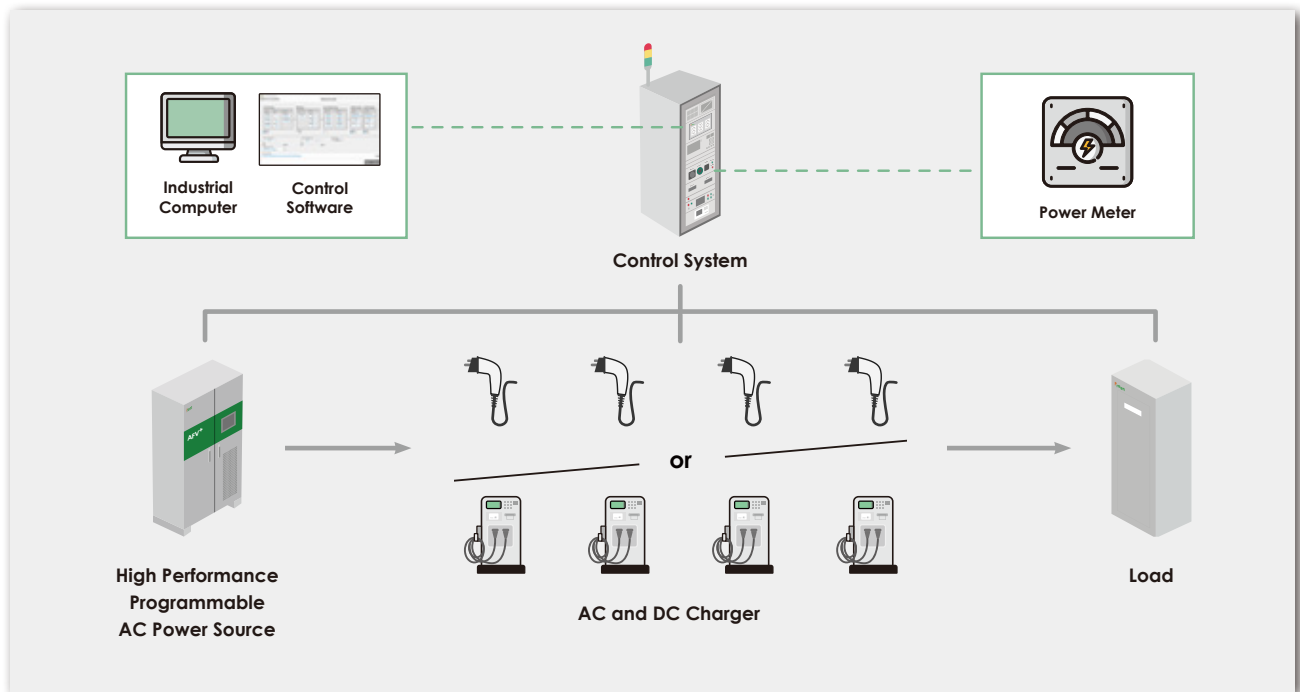 Industrial
Computer
Control
Software
Power Meter
Control System
AFV+
or
High Performance
Programmable
AC Power Source
AC and DC Charger
Load